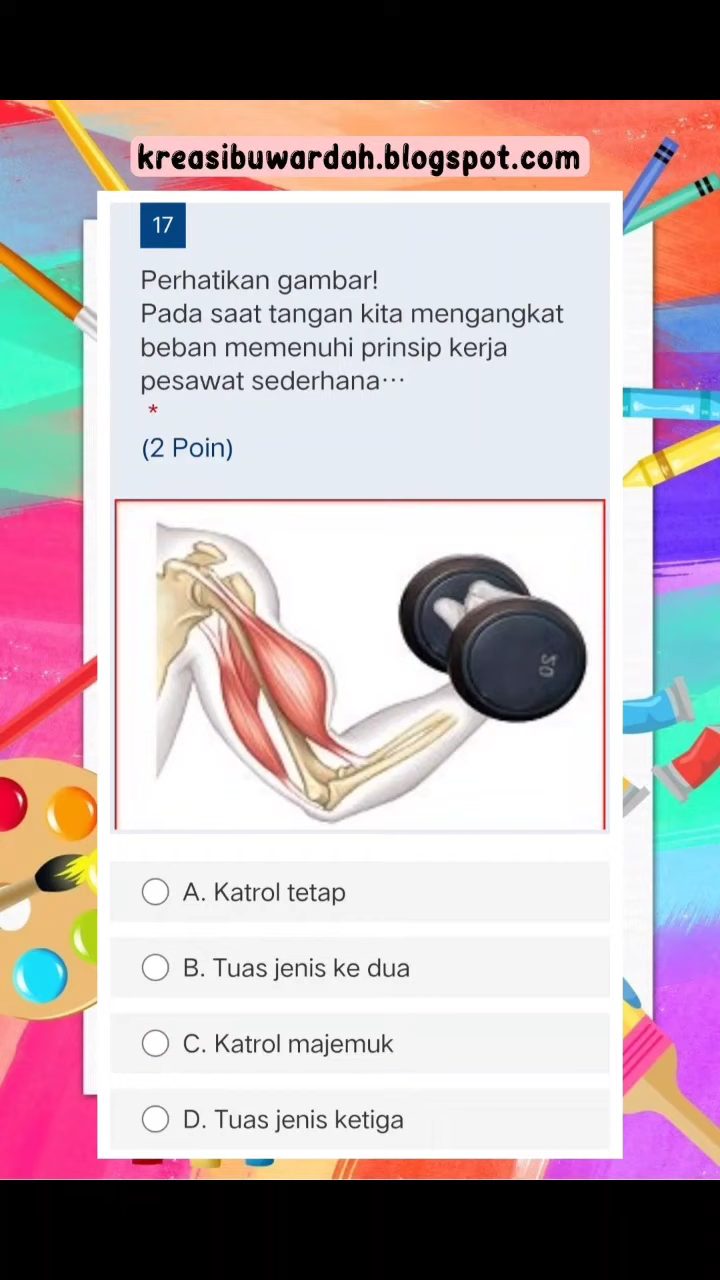 kreasibuwardah.blogspot.com
17
Perhatikan gambar!
Pada saat tangan kita mengangkat
beban memenuhi prinsip kerja
pesawat sederhana⋯
*
(2 Poin)
20
A. Katrol tetap
B. Tuas jenis ke dua
C. Katrol majemuk
D. Tuas jenis ketiga